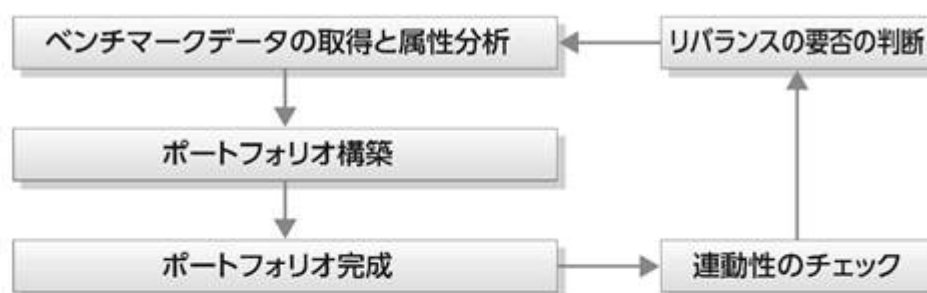 ベンチマークデータの取得と属性分析
リバランスの要否の判断
ポートフォリオ構築
ポートフォリオ完成
連動性のチェック